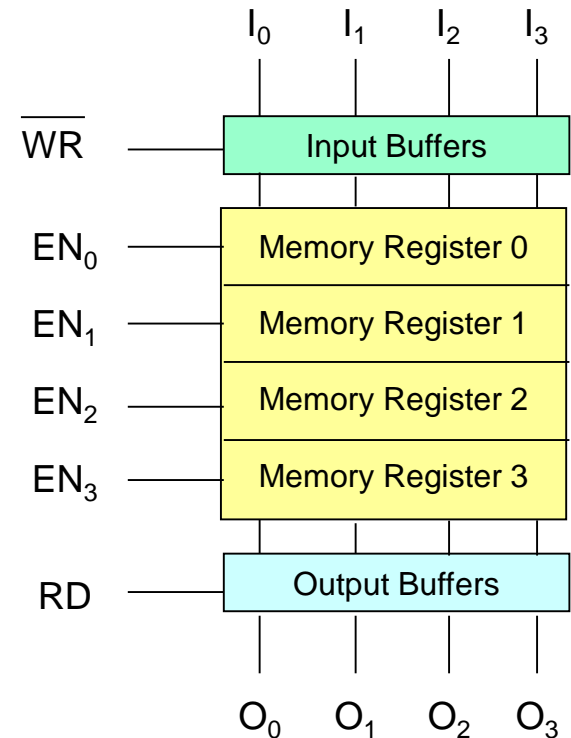 I₀ I₁ I₂ I₃
W̅R̅ Input Buffers
EN₀ Memory Register 0
EN₁ Memory Register 1
EN₂ Memory Register 2
EN₃ Memory Register 3
RD Output Buffers
O₀ O₁ O₂ O₃